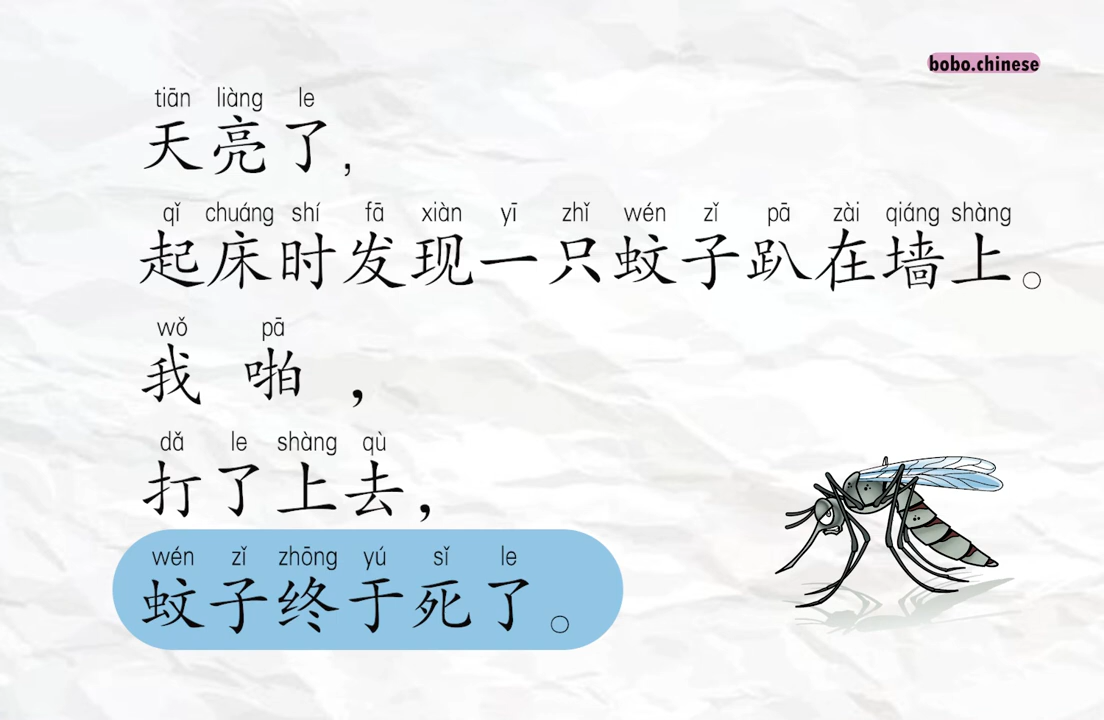 bobo.chinese
tiān liàng le
天亮了，
qǐ chuáng shí fā xiàn yī zhǐ wén zǐ pā zài qiáng shàng
起床时发现一只蚊子趴在墙上。
wǒ pā
我 啪 ，
dǎ le shàng qù
打了上去，
wén zǐ zhōng yú sǐ le
蚊子终于死了。